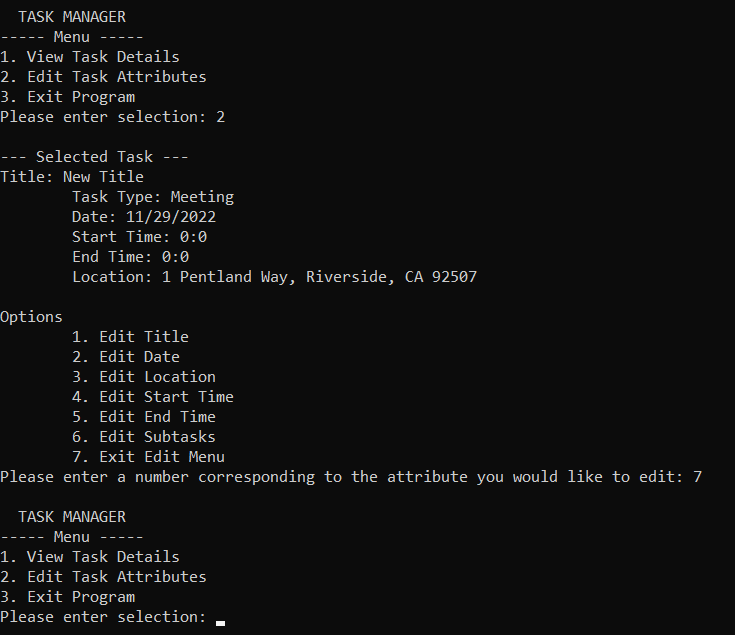 TASK MANAGER
----- Menu -----
1. View Task Details
2. Edit Task Attributes
3. Exit Program
Please enter selection: 2

--- Selected Task ---
Title: New Title
        Task Type: Meeting
        Date: 11/29/2022
        Start Time: 0:0
        End Time: 0:0
        Location: 1 Pentland Way, Riverside, CA 92507

Options
        1. Edit Title
        2. Edit Date
        3. Edit Location
        4. Edit Start Time
        5. Edit End Time
        6. Edit Subtasks
        7. Exit Edit Menu
Please enter a number corresponding to the attribute you would like to edit: 7

  TASK MANAGER
----- Menu -----
1. View Task Details
2. Edit Task Attributes
3. Exit Program
Please enter selection: